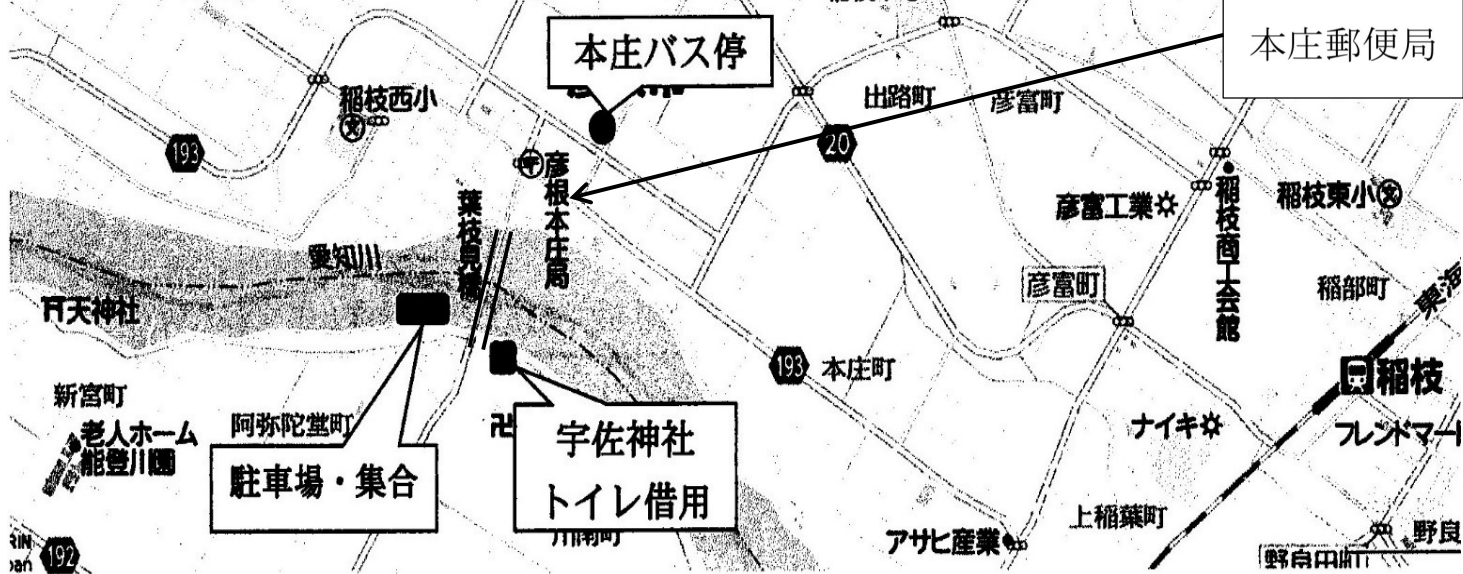 本庄バス停
本庄郵便局
稲枝西小
出路町
彦富町
193
20
彦根本庄局
葉枝見橋
彦富工業
稲枝商工会館
稲枝東小
愛知川
天神社
彦富町
稲部町
東海
193
本庄町
稲枝
新宮町
阿弥陀堂町
老人ホーム
能登川園
駐車場・集合
宇佐神社
トイレ借用
ナイキ
フレンドマート
上稲葉町
アサヒ産業
川南町
192
野良田町
野良